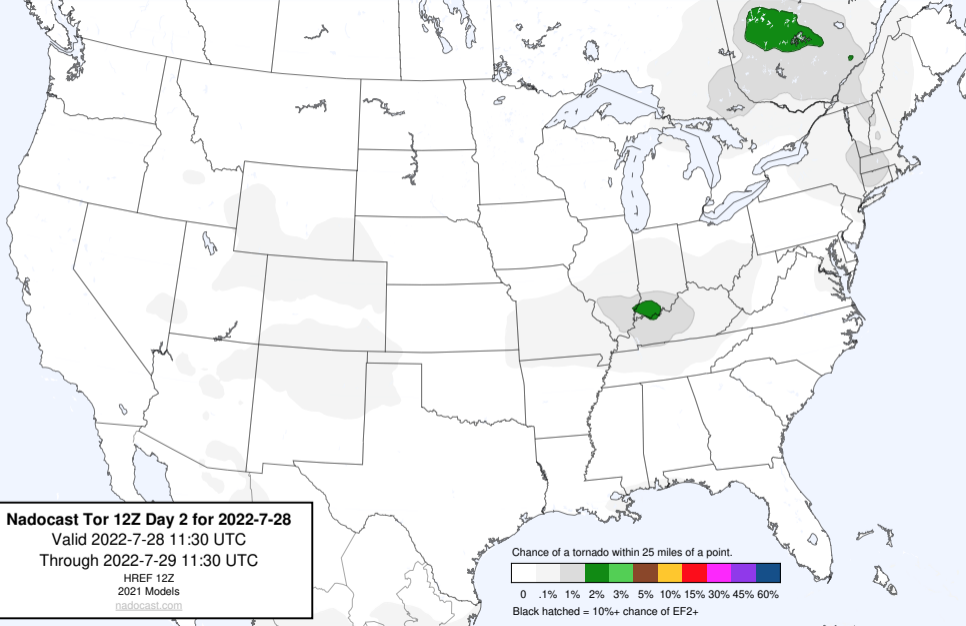 Nadocast Tor 12Z Day 2 for 2022-7-28
Valid 2022-7-28 11:30 UTC
Through 2022-7-29 11:30 UTC
HREF 12Z
2021 Models
nadocast.com
Chance of a tornado within 25 miles of a point.
0 .1% 1% 2% 3% 5% 10% 15% 30% 45% 60%
Black hatched = 10%+ chance of EF2+